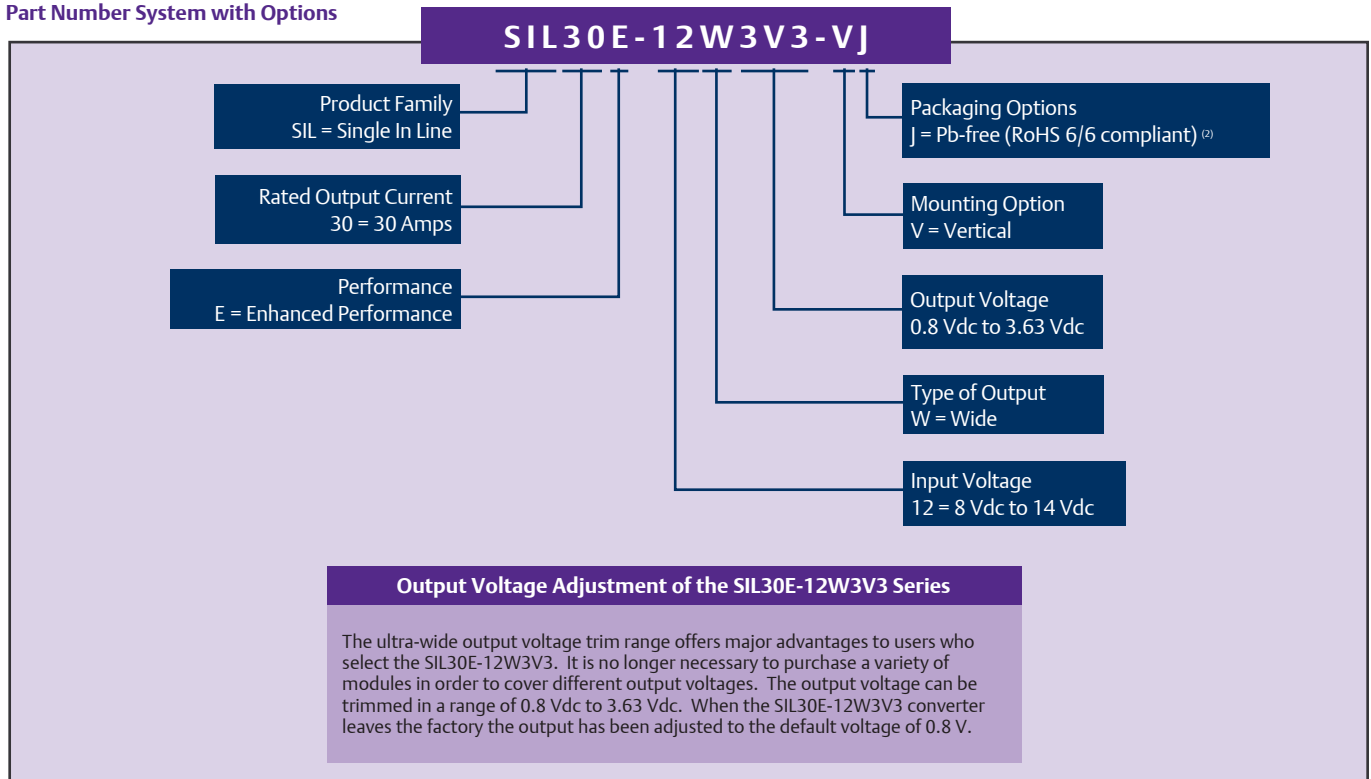 Part Number System with Options
SIL30E-12W3V3-VJ
Product Family
SIL = Single In Line
Rated Output Current
30 = 30 Amps
Performance
E = Enhanced Performance
Packaging Options
J = Pb-free (RoHS 6/6 compliant) (2)
Mounting Option
V = Vertical
Output Voltage
0.8 Vdc to 3.63 Vdc
Type of Output
W = Wide
Input Voltage
12 = 8 Vdc to 14 Vdc
Output Voltage Adjustment of the SIL30E-12W3V3 Series
The ultra-wide output voltage trim range offers major advantages to users who
select the SIL30E-12W3V3. It is no longer necessary to purchase a variety of
modules in order to cover different output voltages. The output voltage can be
trimmed in a range of 0.8 Vdc to 3.63 Vdc. When the SIL30E-12W3V3 converter
leaves the factory the output has been adjusted to the default voltage of 0.8 V.